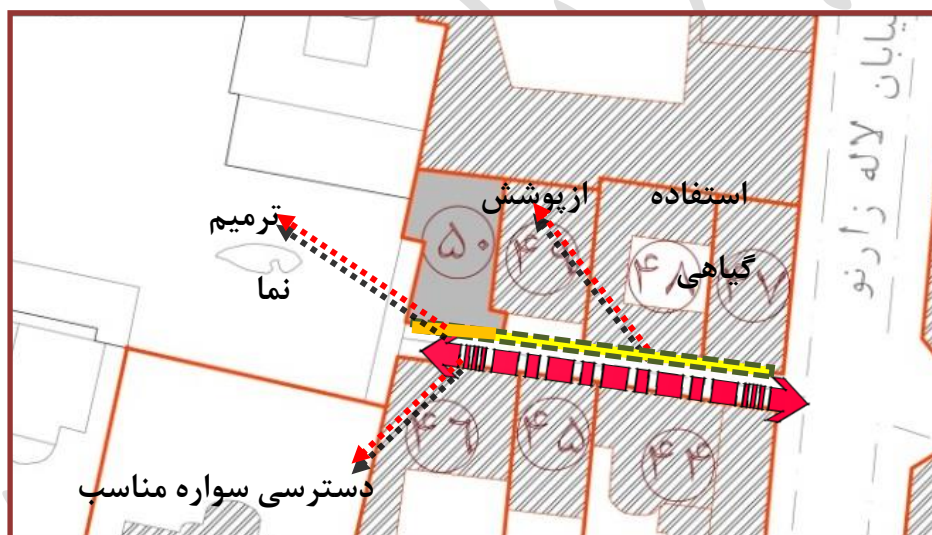 خیابان لاله زارنو
استفاده ازپوشش
گیاهی
ترمیم
نما
۵۰
۴۹
۴۸
۴۷
۴۶
۴۵
۴۴
دسترسی سواره مناسب